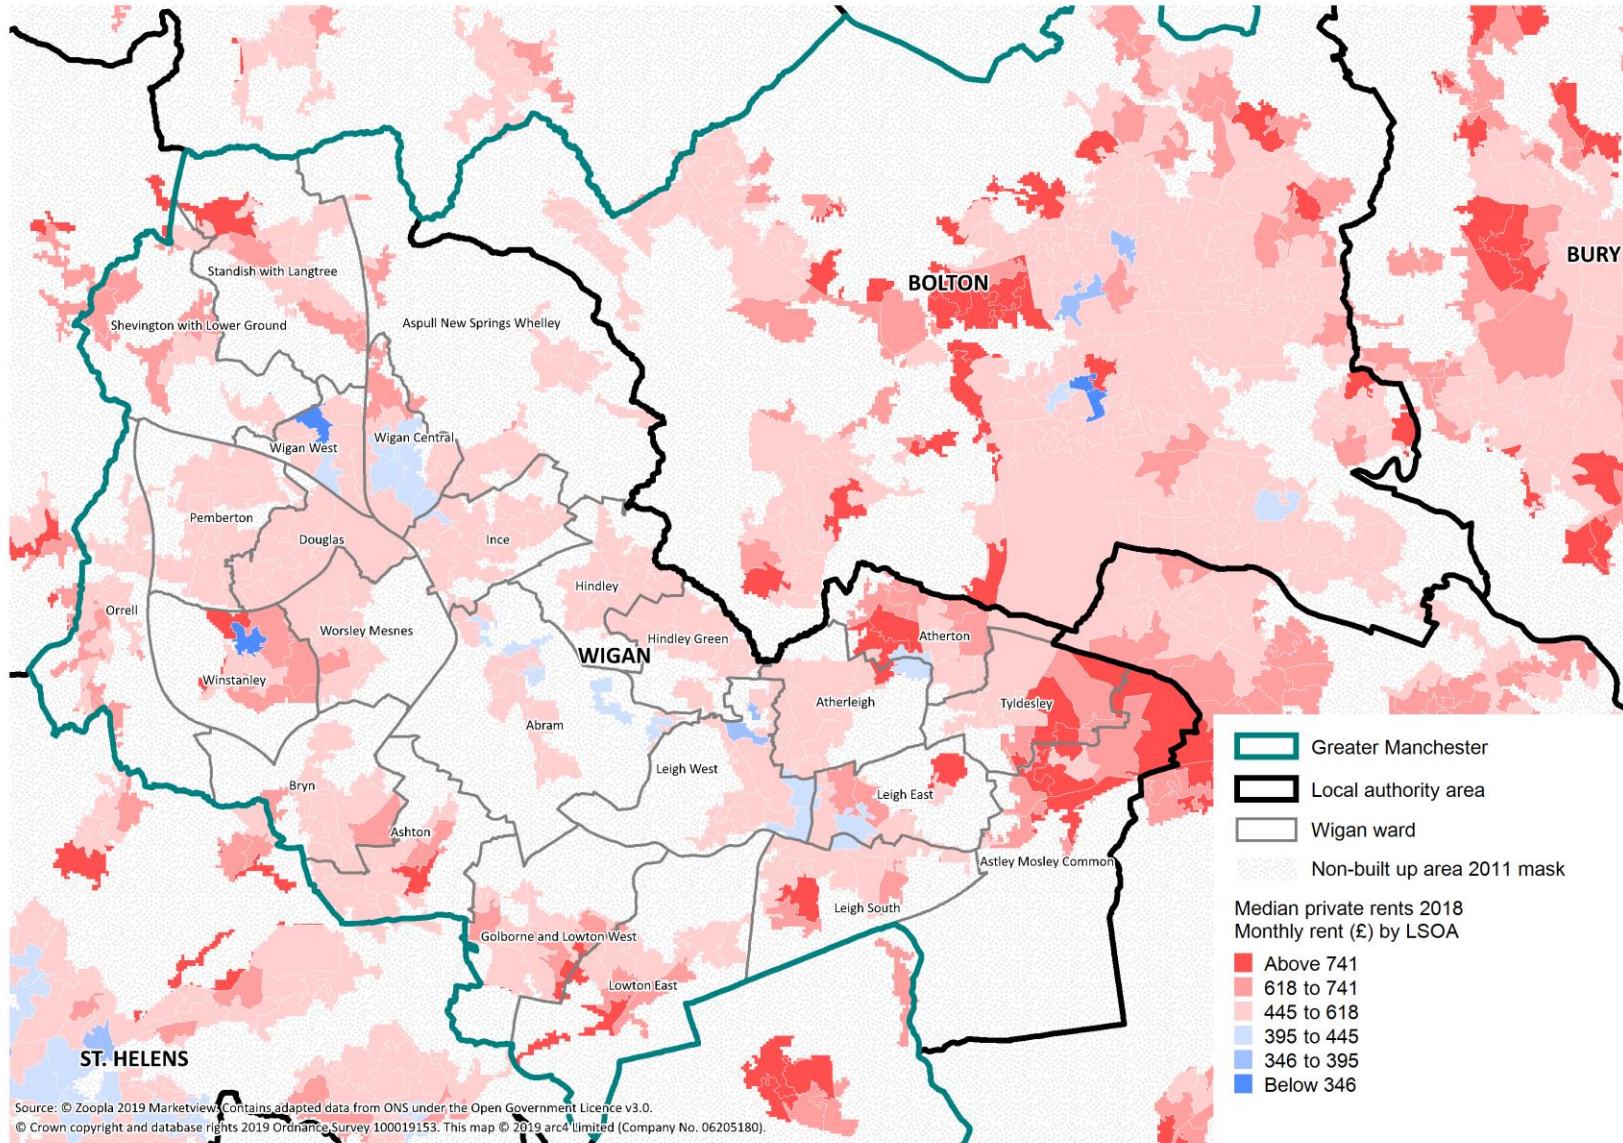 BURY
BOLTON
Standish with Langtree
Shevington with Lower Ground
Aspull New Springs Whelley
Wigan West
Wigan Central
Pemberton
Douglas
Ince
Hindley
Orrell
Worsley Mesnes
Hindley Green
Atherton
WIGAN
Winstanley
Atherleigh
Tyldesley
Abram
Leigh West
Bryn
Leigh East
Ashton
Astley Mosley Common
Leigh South
Golborne and Lowton West
Lowton East
ST. HELENS
Greater Manchester
Local authority area
Wigan ward
Non-built up area 2011 mask
Median private rents 2018
Monthly rent (£) by LSOA
Above 741
618 to 741
445 to 618
395 to 445
346 to 395
Below 346
Source: © Zoopla 2019 Marketview. Contains adapted data from ONS under the Open Government Licence v3.0.
© Crown copyright and database rights 2019 Ordnance Survey 100019153. This map © 2019 arc4 Limited (Company No. 06205180).